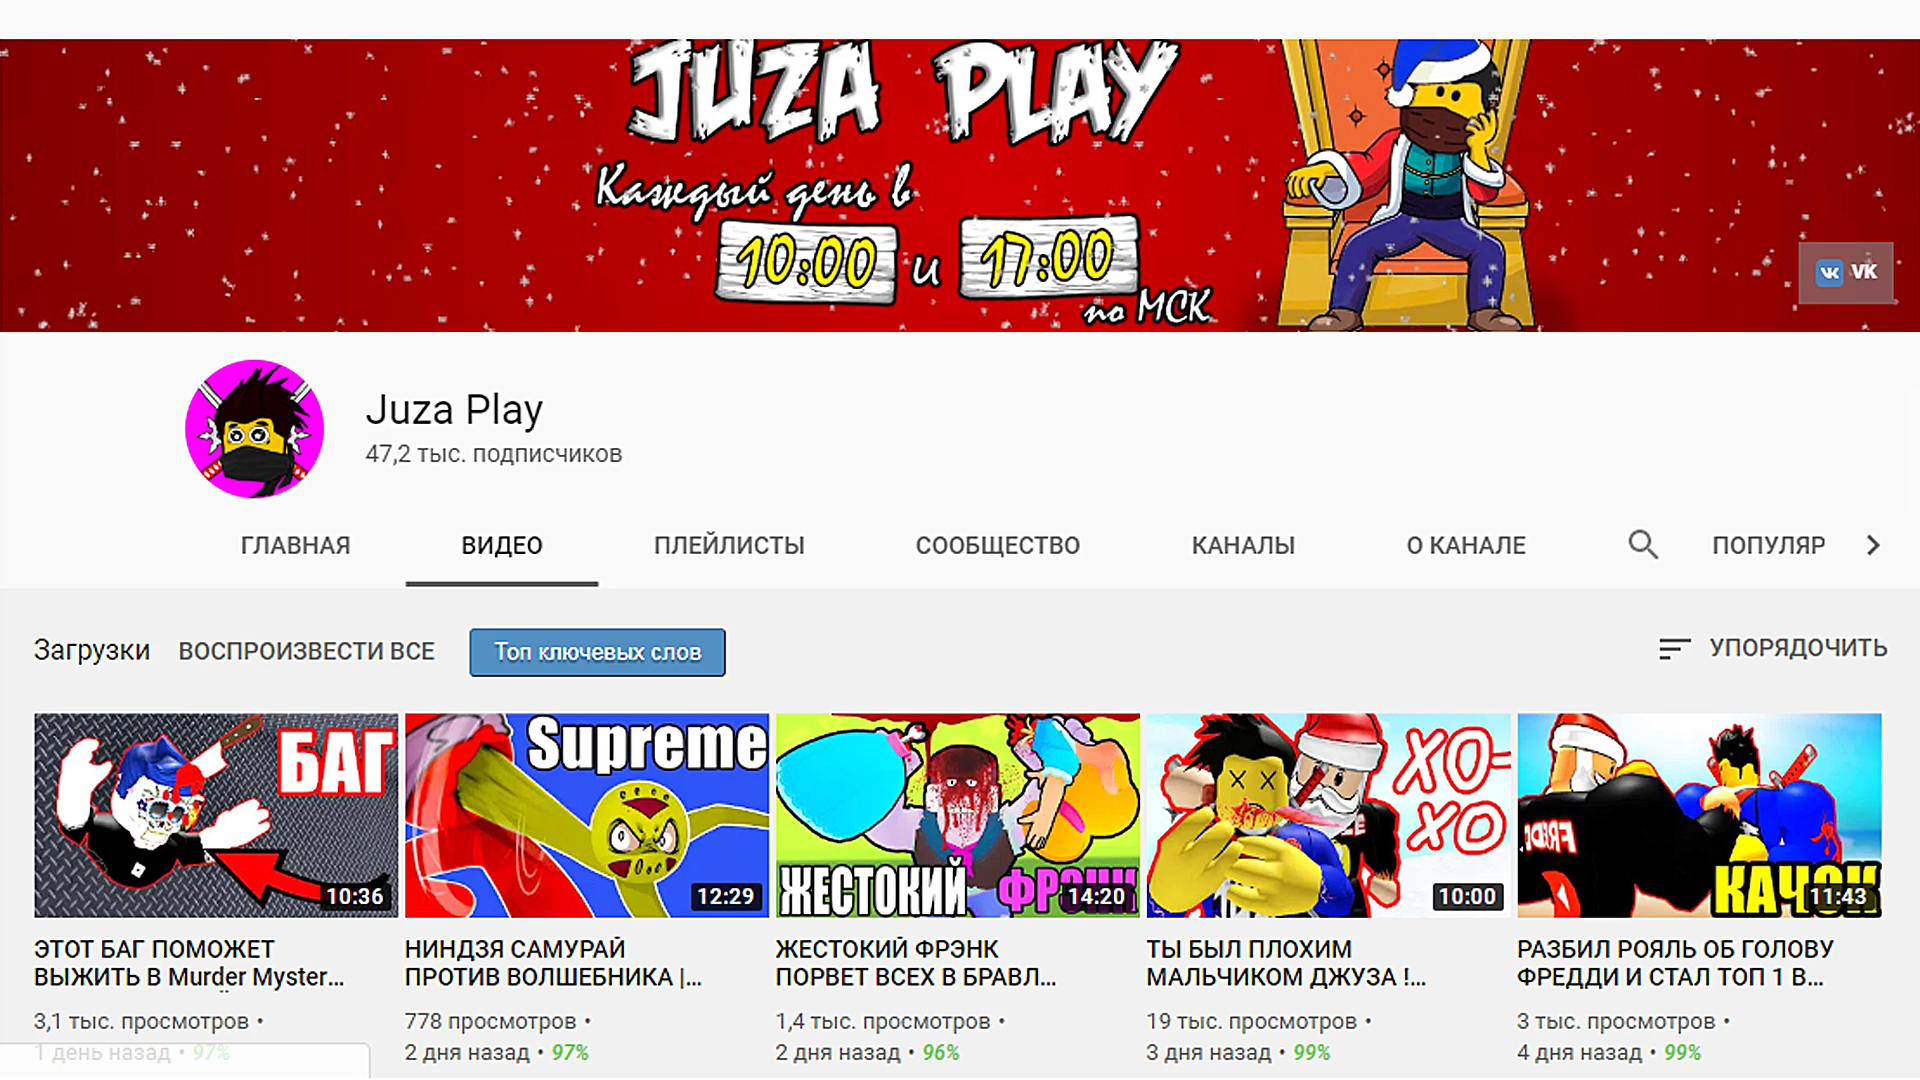 JUZA PLAY
Каждый день в
10:00 и 17:00
по МСК
VK
Juza Play
47,2 тыс. подписчиков
ГЛАВНАЯ ВИДЕО ПЛЕЙЛИСТЫ СООБЩЕСТВО КАНАЛЫ О КАНАЛЕ ПОПУЛЯР
Загрузки ВОСПРОИЗВЕСТИ ВСЕ Топ ключевых слов УПОРЯДОЧИТЬ
БАГ
10:36
Supreme
12:29
ЖЕСТОКИЙ ФРЭНК
14:20
ХО-
ХО
10:00
КАЧОК
11:43
ЭТОТ БАГ ПОМОЖЕТ
ВЫЖИТЬ В Murder Myster...
3,1 тыс. просмотров •
1 день назад • 97%
НИНДЗЯ САМУРАЙ
ПРОТИВ ВОЛШЕБНИКА |...
778 просмотров •
2 дня назад • 97%
ЖЕСТОКИЙ ФРЭНК
ПОРВЕТ ВСЕХ В БРАВЛ...
1,4 тыс. просмотров •
2 дня назад • 96%
ТЫ БЫЛ ПЛОХИМ
МАЛЬЧИКОМ ДЖУЗА !...
19 тыс. просмотров •
3 дня назад • 99%
РАЗБИЛ РОЯЛЬ ОБ ГОЛОВУ
ФРЕДДИ И СТАЛ ТОП 1 В...
3 тыс. просмотров •
4 дня назад • 99%